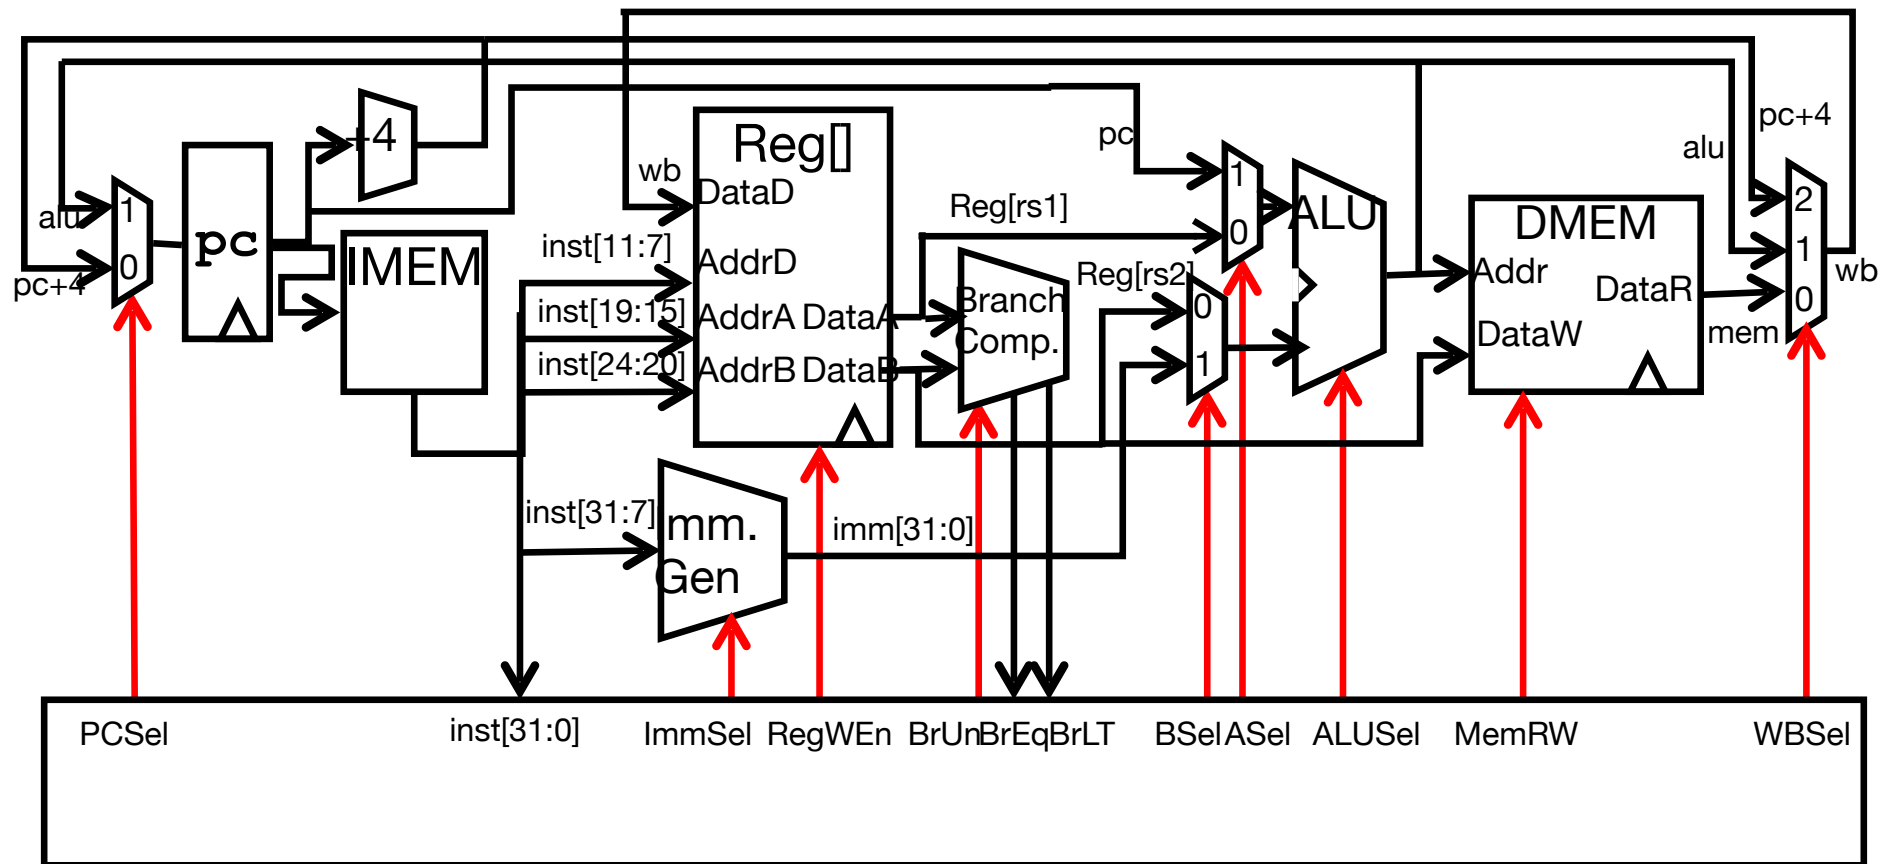 pc+4
alu
+4
Reg[]
pc
wb
DataD
alu
1
0
pc+4
pc
IMEM
inst[11:7]
AddrD
inst[19:15]
AddrA
DataA
inst[24:20]
AddrB
DataB
Reg[rs1]
Branch
Comp.
Reg[rs2]
1
0
0
1
ALU
DMEM
Addr
DataR
DataW
mem
2
1
0
wb
inst[31:7]
mm.
Gen
imm[31:0]
PCSel
inst[31:0]
ImmSel
RegWEn
BrUn
BrEq
BrLT
BSel
ASel
ALUSel
MemRW
WBSel